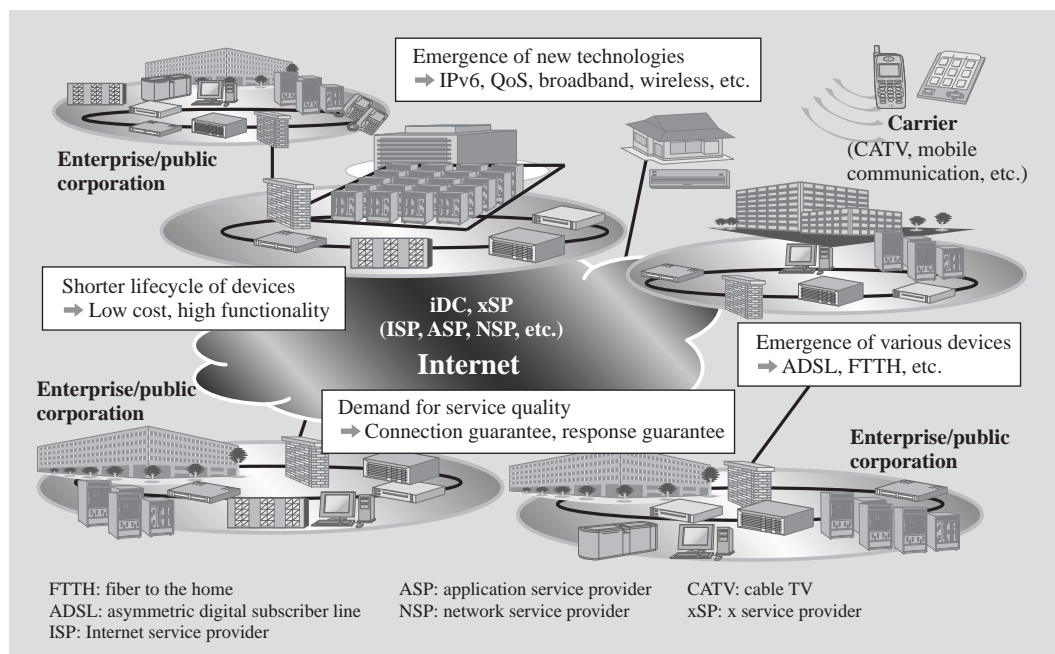 Emergence of new technologies
➔ IPv6, QoS, broadband, wireless, etc.
Enterprise/public
corporation
Carrier
(CATV, mobile
communication, etc.)
Shorter lifecycle of devices
➔ Low cost, high functionality
iDC, xSP
(ISP, ASP, NSP, etc.)
Internet
Emergence of various devices
➔ ADSL, FTTH, etc.
Enterprise/public
corporation
Demand for service quality
➔ Connection guarantee, response guarantee
Enterprise/public
corporation
FTTH: fiber to the home
ADSL: asymmetric digital subscriber line
ISP: Internet service provider
ASP: application service provider
NSP: network service provider
CATV: cable TV
xSP: x service provider